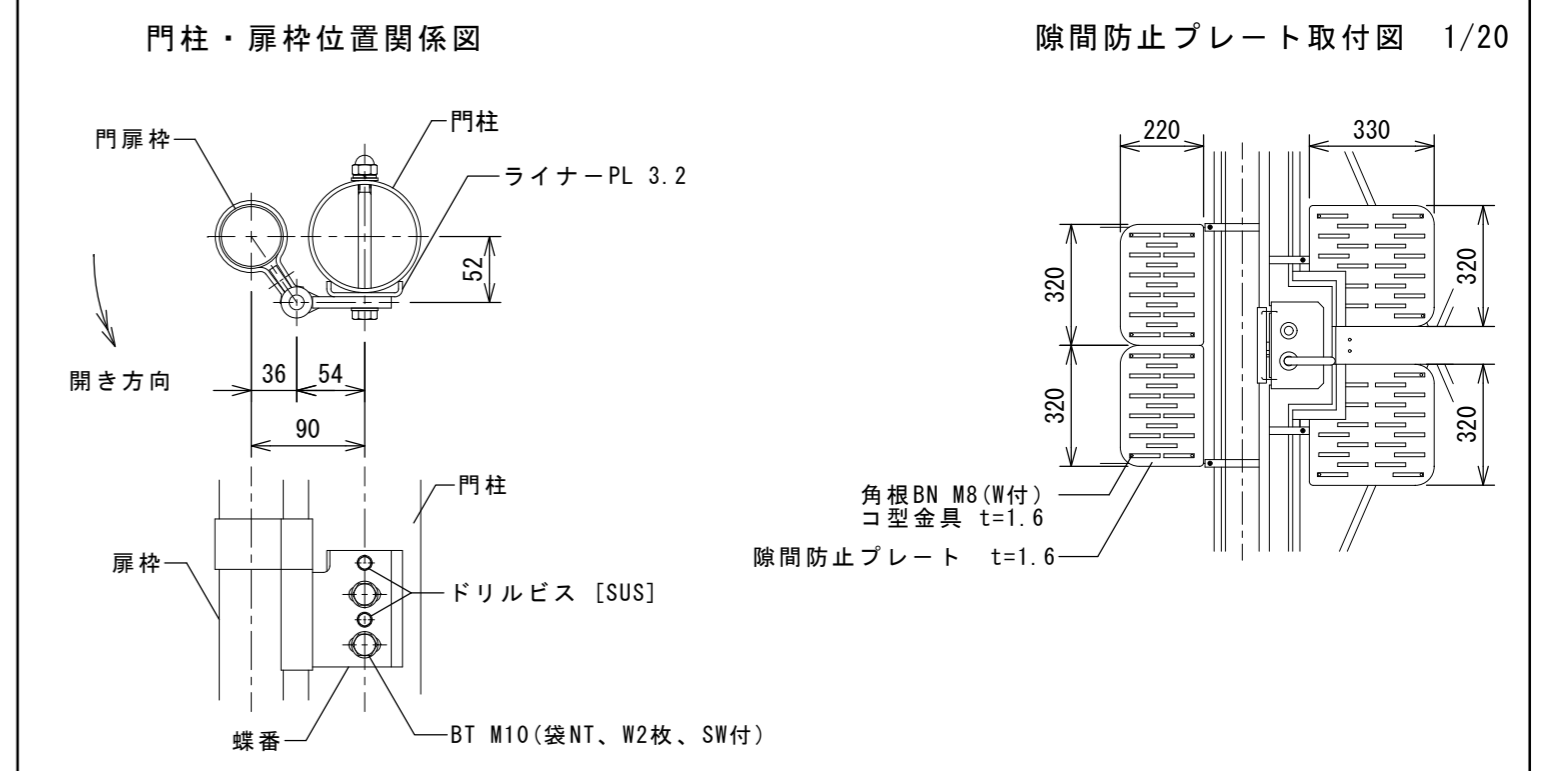 門柱・扉枠位置関係図
門扉枠
門柱
ライナーPL 3.2
52
開き方向
36
54
90
門柱
扉枠
ドリルビス [SUS]
蝶番
BT M10(袋NT、W2枚、SW付)
隙間防止プレート取付図 1/20
220
330
320
320
320
320
角根BN M8(W付)
コ型金具 t=1.6
隙間防止プレート t=1.6